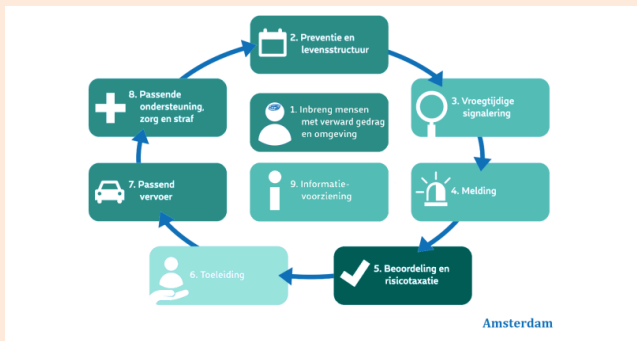 2. Preventie en
levensstructuur
8. Passende
ondersteuning,
zorg en straf
1. Inbreng mensen
met verward gedrag
en omgeving
3. Vroegtijdige
signalering
7. Passend
vervoer
9. Informatie-
voorziening
4. Melding
6. Toeleiding
5. Beoordeling en
risicotaxatie
Amsterdam